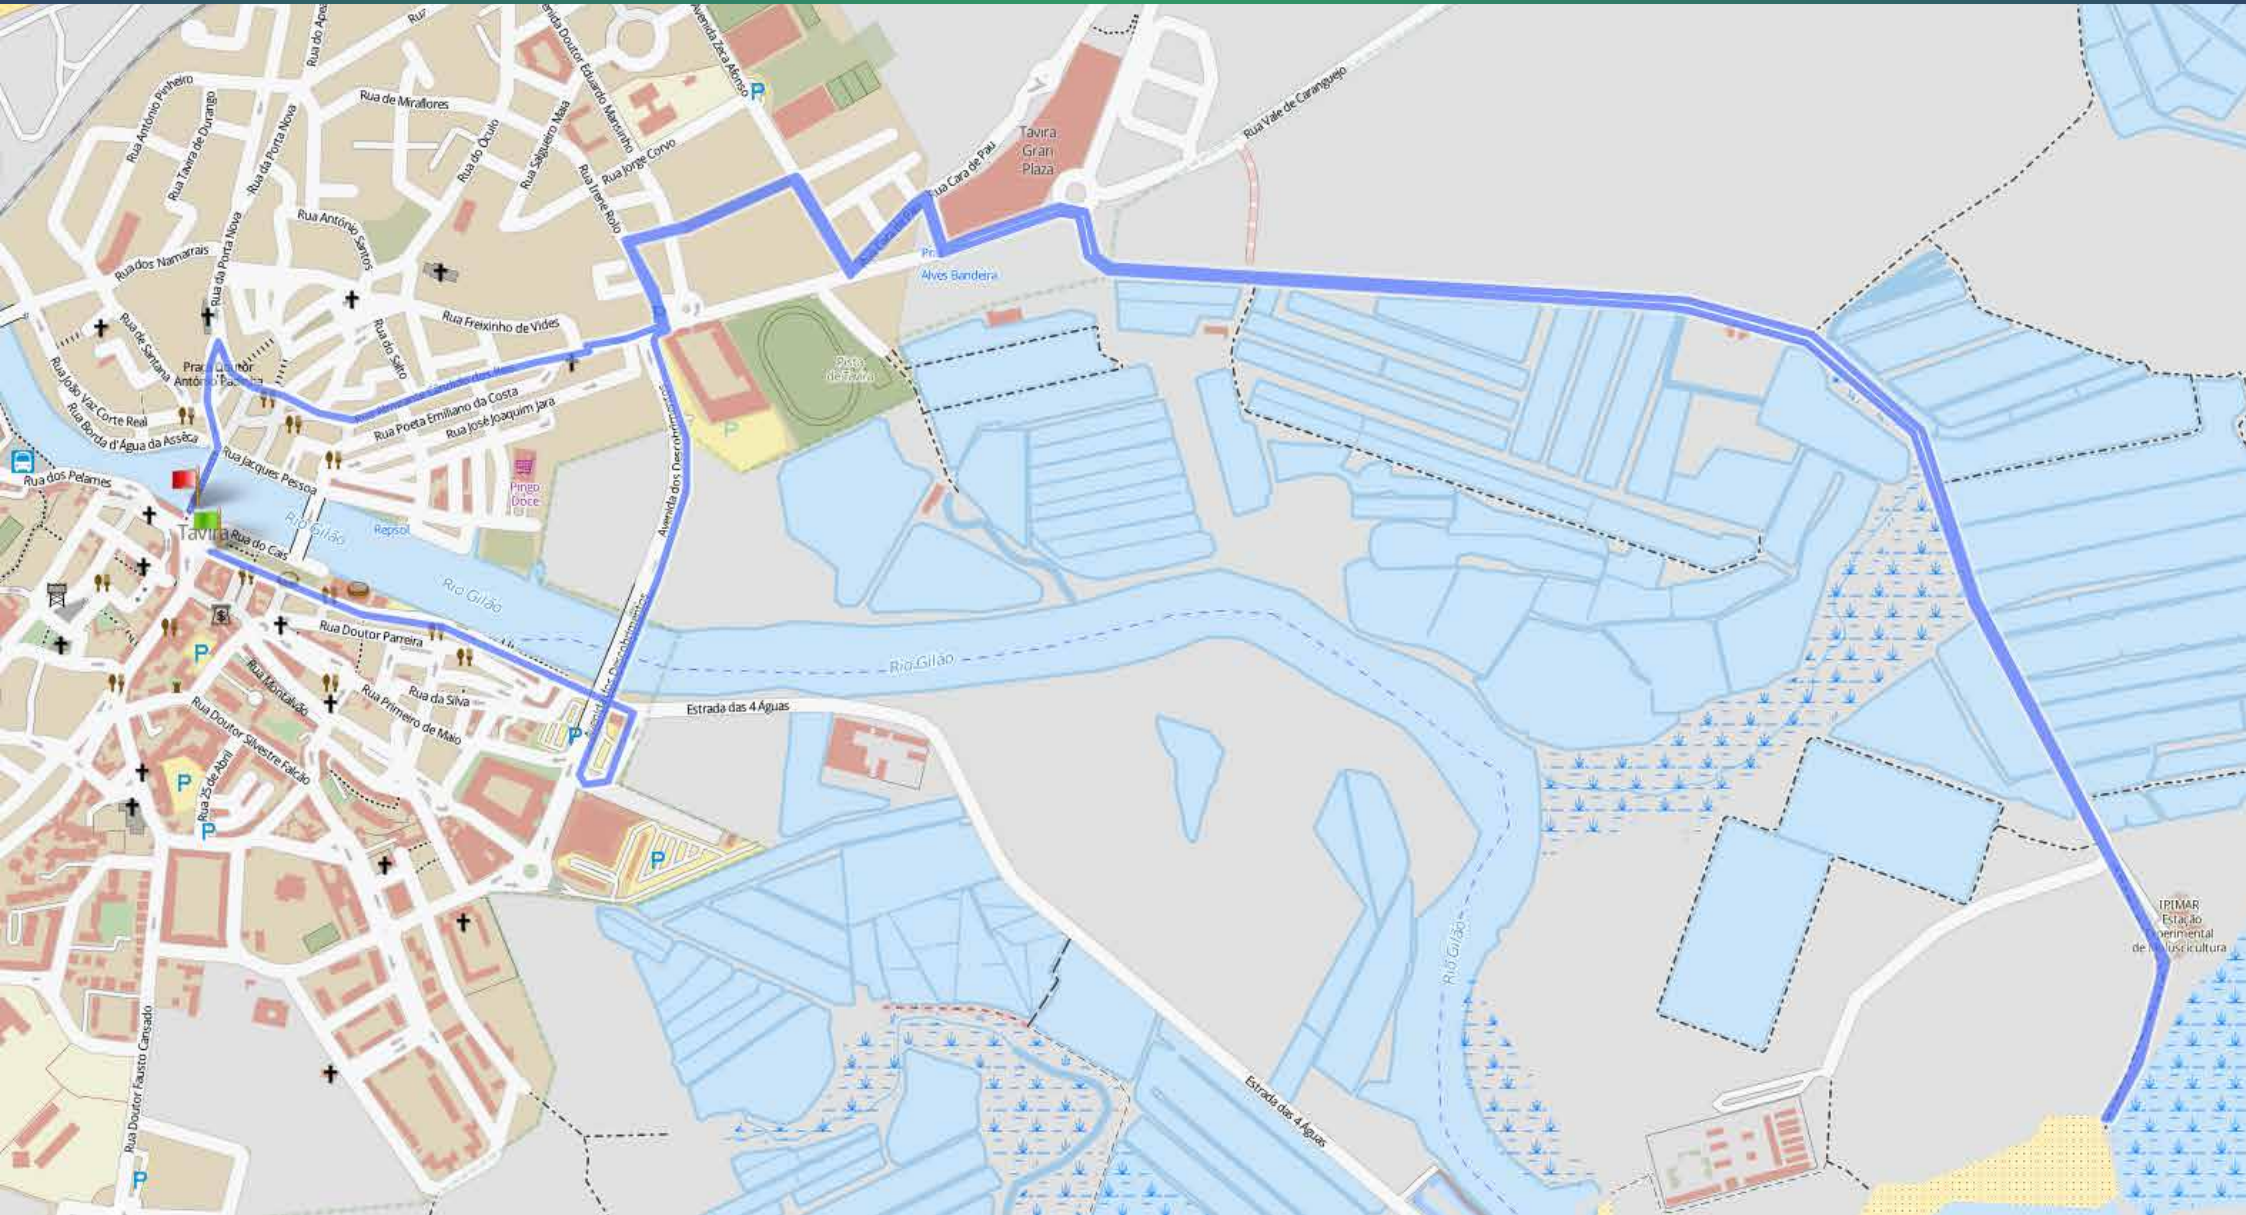 Rua do Ape
Rua António Pinheiro
Rua Tavira de Durango
Rua da Porta Nova
Rua de Miraflores
Rua do Óculo
Rua Salgueiro Maia
Avenida Doutor Eduardo Mansinho
Avenida Zeca Afonso
P
Rua Jorge Corvo
Rua Irene Rolo
Tavira
Gran
Plaza
Rua Cara de Pau
Rua Vale de Caranguejo
Rua António Santos
Rua dos Namarrais
Rua da Porta Nova
Alves Bandeira
Rua de Santana
Rua do Salto
Rua Freixinho de Vides
Pista
de Tavira
Rua João Vaz Corte Real
Rua Borda d'Água da Assêca
Rua Poeta Emiliano da Costa
Rua José Joaquim Jara
P
Rua Jacques Pessoa
Rua dos Pelames
Pingo
Doce
Repsol
Avenida dos Descobrimentos
Tavira
Rua do Cais
Rio Gilão
Rio Gilão
Rua Doutor Parreira
Rio Gilão
P
Rua Montalvão
Rua Primeiro de Maio
Rua da Silva
Estrada das 4 Águas
P
Rua Doutor Silvestre Falcão
Rua 25 de Abril
P
P
P
IPIMAR
Estação
Experimental
de Moluscicultura
Rio Gilão
Rua Doutor Fausto Cansado
Estrada das 4 Águas
P